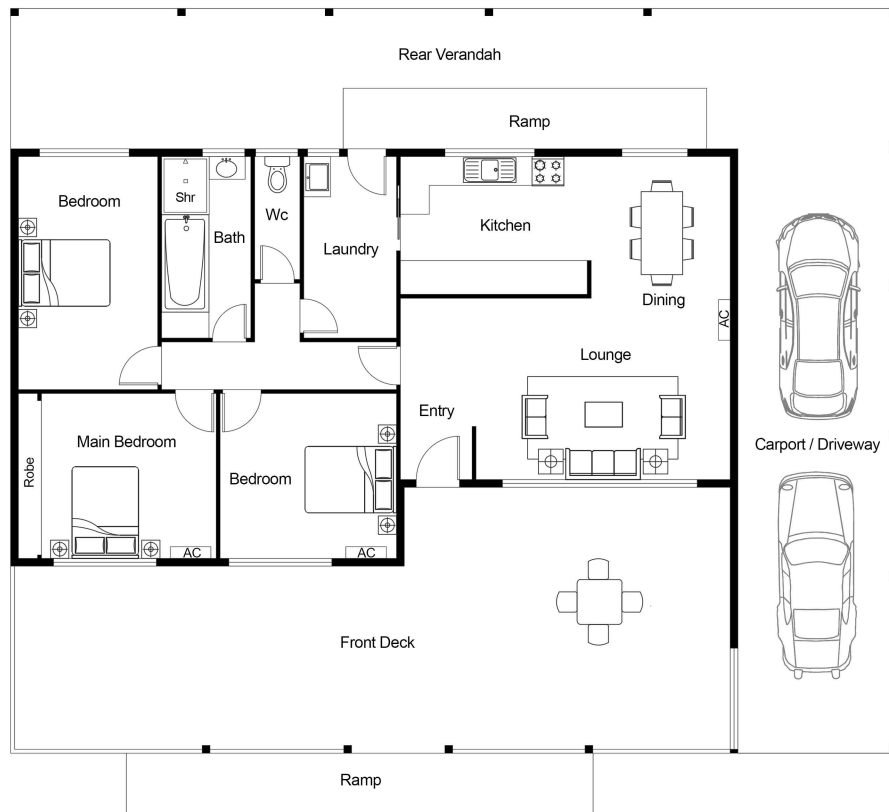 Rear Verandah
Ramp
Bedroom
Shr
Bath
Wc
Laundry
Kitchen
Dining
AC
Lounge
Entry
Main Bedroom
Robe
AC
Bedroom
AC
Carport / Driveway
Front Deck
Ramp